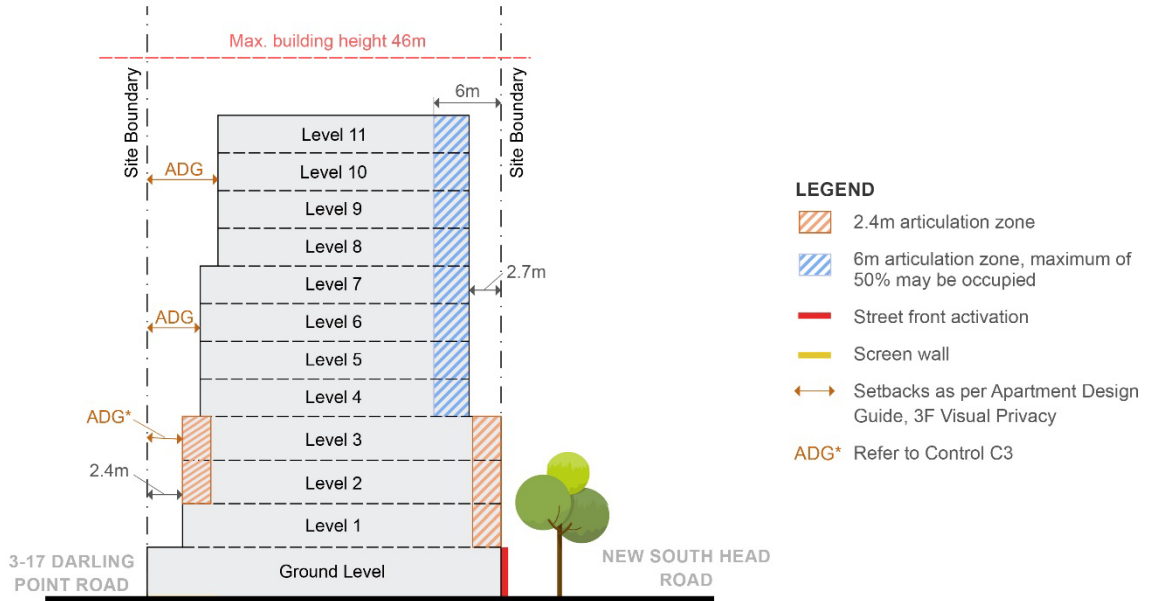 Max. building height 46m
6m
Site Boundary
Site Boundary
Level 11
Level 10
ADG
Level 9
Level 8
Level 7
2.7m
Level 6
ADG
Level 5
Level 4
ADG*
Level 3
2.4m
Level 2
Level 1
Ground Level
3-17 DARLING
POINT ROAD
NEW SOUTH HEAD
ROAD
LEGEND
2.4m articulation zone
6m articulation zone, maximum of
50% may be occupied
Street front activation
Screen wall
Setbacks as per Apartment Design
Guide, 3F Visual Privacy
ADG* Refer to Control C3